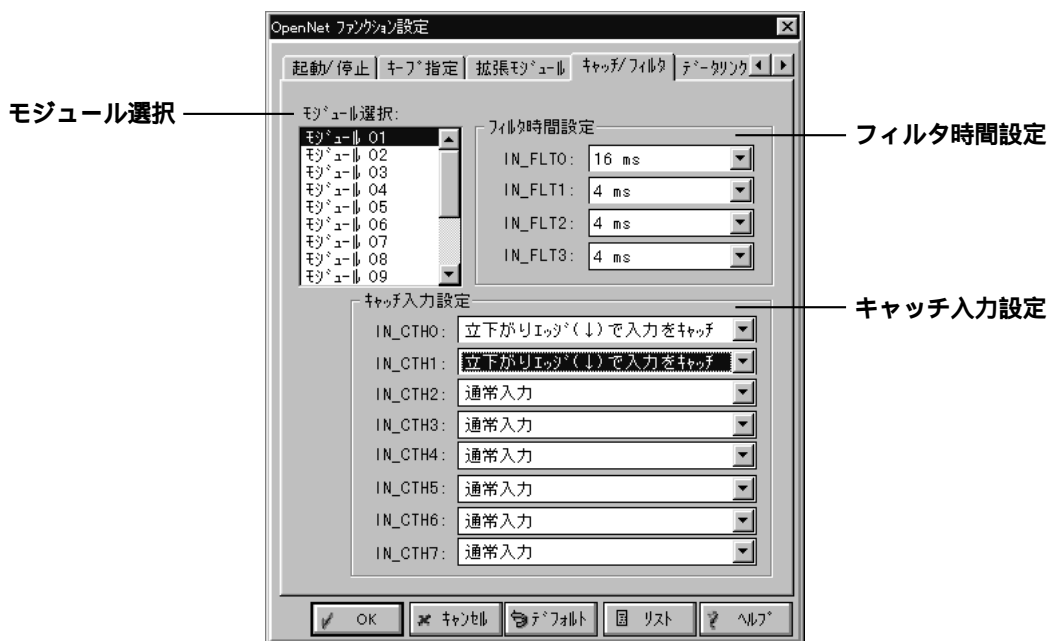 OpenNet ﾌｧﾝｸｼｮﾝ設定
起動/停止 ｷｰﾌﾟ指定 拡張ﾓｼﾞｭｰﾙ ｷｬｯﾁ/ﾌｨﾙﾀ ﾃﾞｰﾀﾘﾝｸ
モジュール選択
ﾓｼﾞｭｰﾙ選択:
ﾓｼﾞｭｰﾙ 01
ﾓｼﾞｭｰﾙ 02
ﾓｼﾞｭｰﾙ 03
ﾓｼﾞｭｰﾙ 04
ﾓｼﾞｭｰﾙ 05
ﾓｼﾞｭｰﾙ 06
ﾓｼﾞｭｰﾙ 07
ﾓｼﾞｭｰﾙ 08
ﾓｼﾞｭｰﾙ 09
ﾌｨﾙﾀ時間設定
フィルタ時間設定
IN_FLT0: 16 ms
IN_FLT1: 4 ms
IN_FLT2: 4 ms
IN_FLT3: 4 ms
ｷｬｯﾁ入力設定
キャッチ入力設定
IN_CTH0: 立下がりｴｯｼﾞ(↓)で入力をｷｬｯﾁ
IN_CTH1: 立下がりｴｯｼﾞ(↓)で入力をｷｬｯﾁ
IN_CTH2: 通常入力
IN_CTH3: 通常入力
IN_CTH4: 通常入力
IN_CTH5: 通常入力
IN_CTH6: 通常入力
IN_CTH7: 通常入力
OK ｷｬﾝｾﾙ ﾃﾞﾌｫﾙﾄ ﾘｽﾄ ﾍﾙﾌﾟ